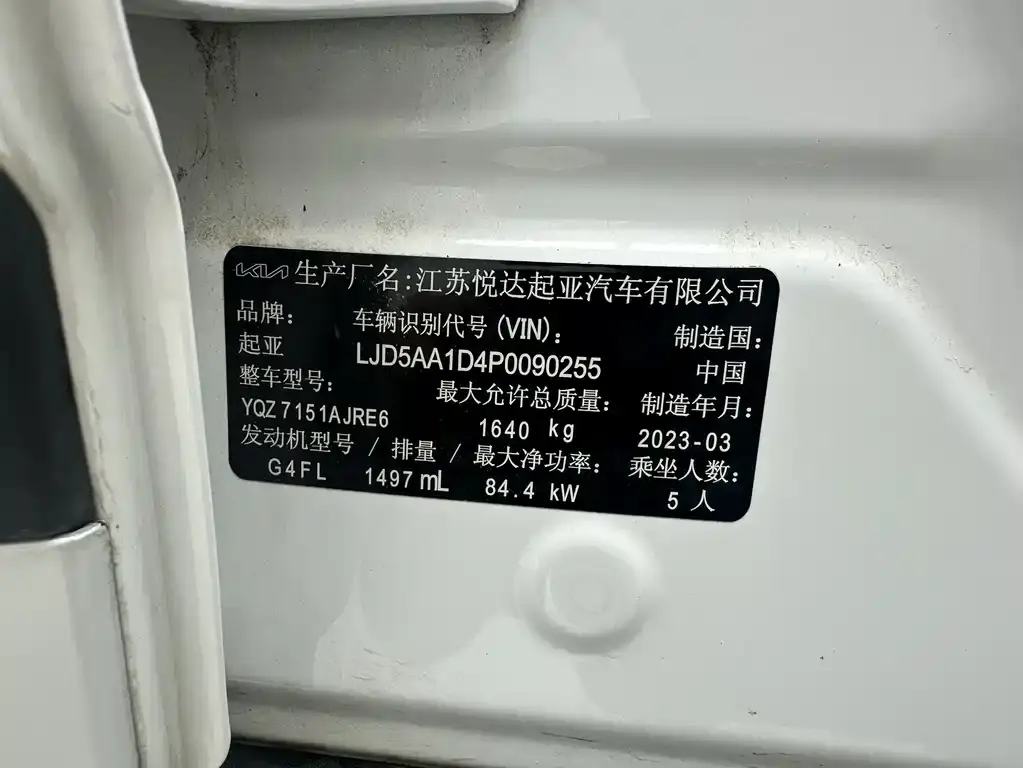 KIA 生产厂名:江苏悦达起亚汽车有限公司
品牌: 车辆识别代号(VIN): 制造国:
起亚 LJD5AA1D4P0090255 中国
整车型号: 最大允许总质量: 制造年月:
YQZ7151AJRE6 1640 kg 2023-03
发动机型号 / 排量 / 最大净功率: 乘坐人数:
G4FL 1497 mL 84.4 kW 5 人